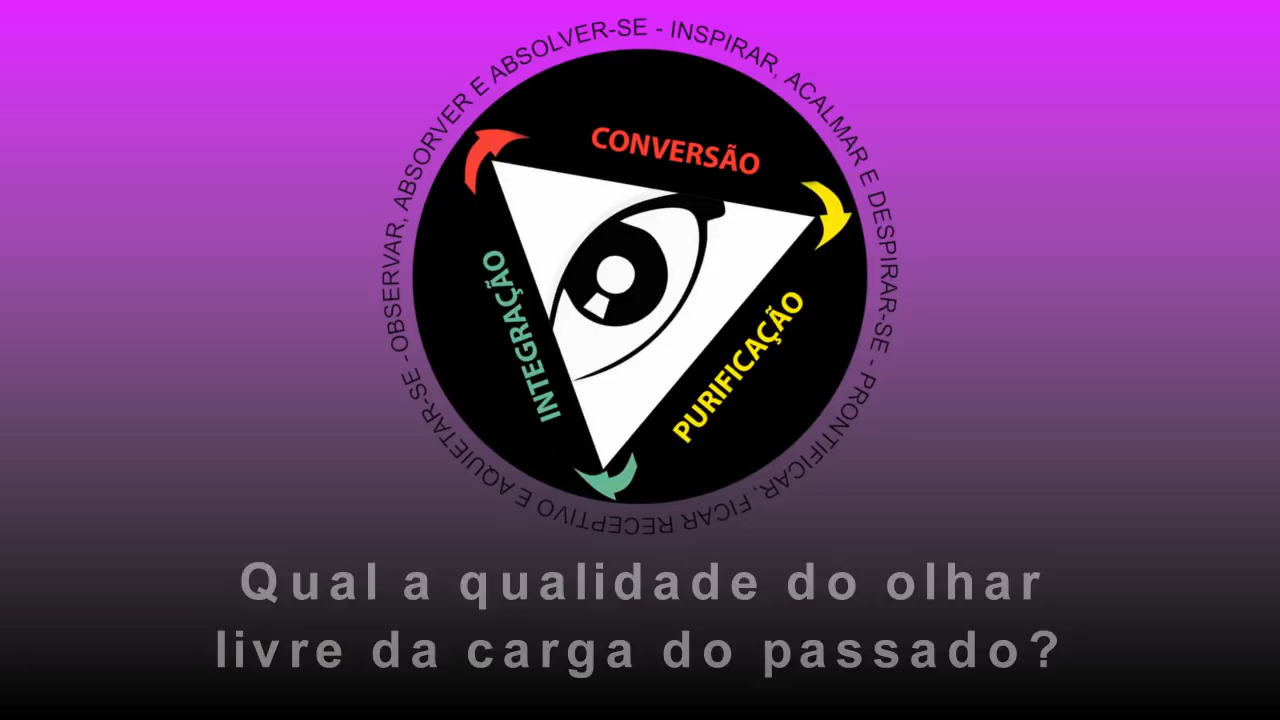 OBSERVAR, ABSORVER E ABSOLVER-SE - INSPIRAR, ACALMAR E DESPIRAR-SE - PRONTIFICAR, FICAR RECEPTIVO E AQUIETAR-SE -
CONVERSÃO
INTEGRAÇÃO
PURIFICAÇÃO
Qual a qualidade do olhar
livre da carga do passado?